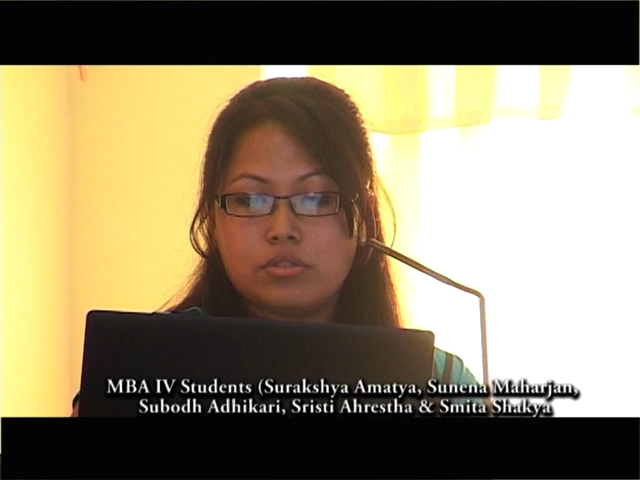 MBA IV Students (Surakshya Amatya, Sunena Maharjan,
Subodh Adhikari, Sristi Ahrestha & Smita Shakya